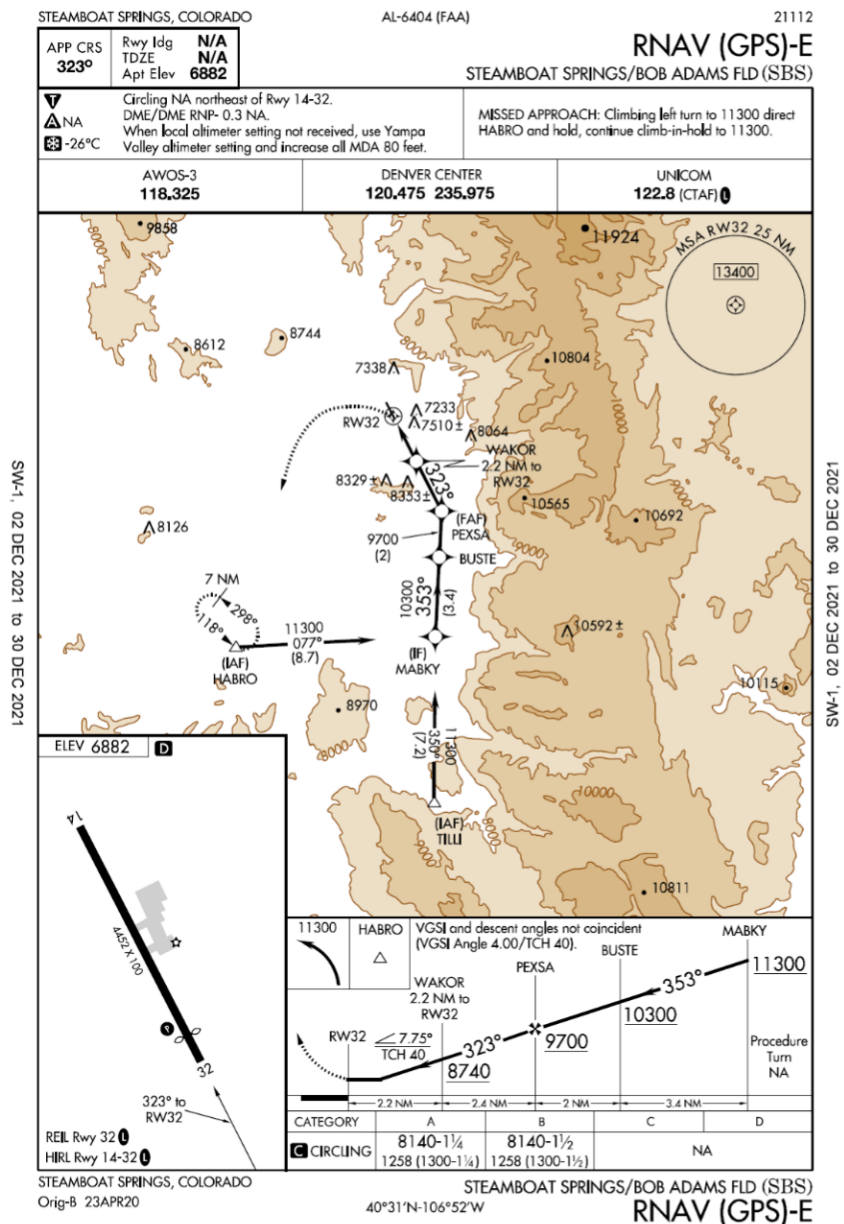 STEAMBOAT SPRINGS, COLORADO
AL-6404 (FAA)
21112
APP CRS
323°
Rwy ldg N/A
TDZE N/A
Apt Elev 6882
RNAV (GPS)-E
STEAMBOAT SPRINGS/BOB ADAMS FLD (SBS)
T
A NA
-26°C
Circling NA northeast of Rwy 14-32.
DME/DME RNP- 0.3 NA.
When local altimeter setting not received, use Yampa
Valley altimeter setting and increase all MDA 80 feet.
MISSED APPROACH: Climbing left turn to 11300 direct
HABRO and hold, continue climb-in-hold to 11300.
AWOS-3
118.325
DENVER CENTER
120.475 235.975
UNICOM
122.8 (CTAF) L
9858
9000
11924
MSA RW32 25 NM
13400
8744
8612
10804
7338
10000
9000
7233
7510±
RW32
8064
WAKOR
2.2 NM to
RW32
323°
8329±
8353±
10565
(FAF)
PEXSA
10692
9700
(2)
9000
BUSTE
8126
10300
353°
(3.4)
7 NM
298°
118°
11300
077°
(8.7)
10592±
(IAF)
HABRO
(IF)
MABKY
10115
8970
11300
350°
(7.2)
9000
10000
(IAF)
TILLI
10811
SW-1, 02 DEC 2021 to 30 DEC 2021
SW-1, 02 DEC 2021 to 30 DEC 2021
ELEV 6882 D
14
4452 X 100
32
323° to
RW32
REIL Rwy 32 L
HIRL Rwy 14-32 L
11300
HABRO
VGSI and descent angles not coincident
(VGSI Angle 4.00/TCH 40).
MABKY
BUSTE
PEXSA
WAKOR
2.2 NM to
RW32
RW32
11300
353°
10300
9700
323°
7.75°
TCH 40
8740
Procedure
Turn
NA
2.2 NM
2.4 NM
2 NM
3.4 NM
CATEGORY A B C D
C CIRCLING
8140-1¼
1258 (1300-1¼)
8140-1½
1258 (1300-1½)
NA
STEAMBOAT SPRINGS, COLORADO
Orig-B 23APR20
40°31'N-106°52'W
STEAMBOAT SPRINGS/BOB ADAMS FLD (SBS)
RNAV (GPS)-E